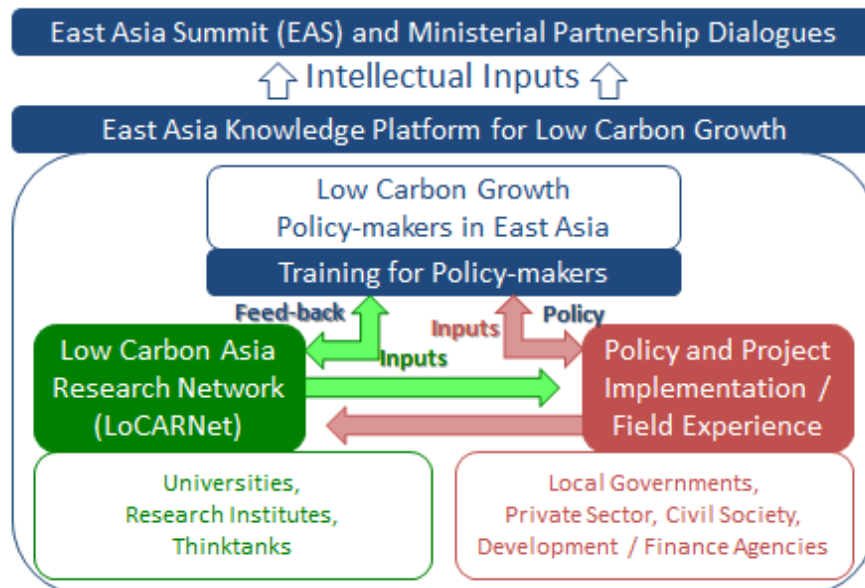 East Asia Summit (EAS) and Ministerial Partnership Dialogues
Intellectual Inputs
East Asia Knowledge Platform for Low Carbon Growth
Low Carbon Growth
Policy-makers in East Asia
Training for Policy-makers
Feed-back
Inputs
Policy
Inputs
Low Carbon Asia
Research Network
(LoCARNet)
Policy and Project
Implementation /
Field Experience
Universities,
Research Institutes,
Thinktanks
Local Governments,
Private Sector, Civil Society,
Development / Finance Agencies